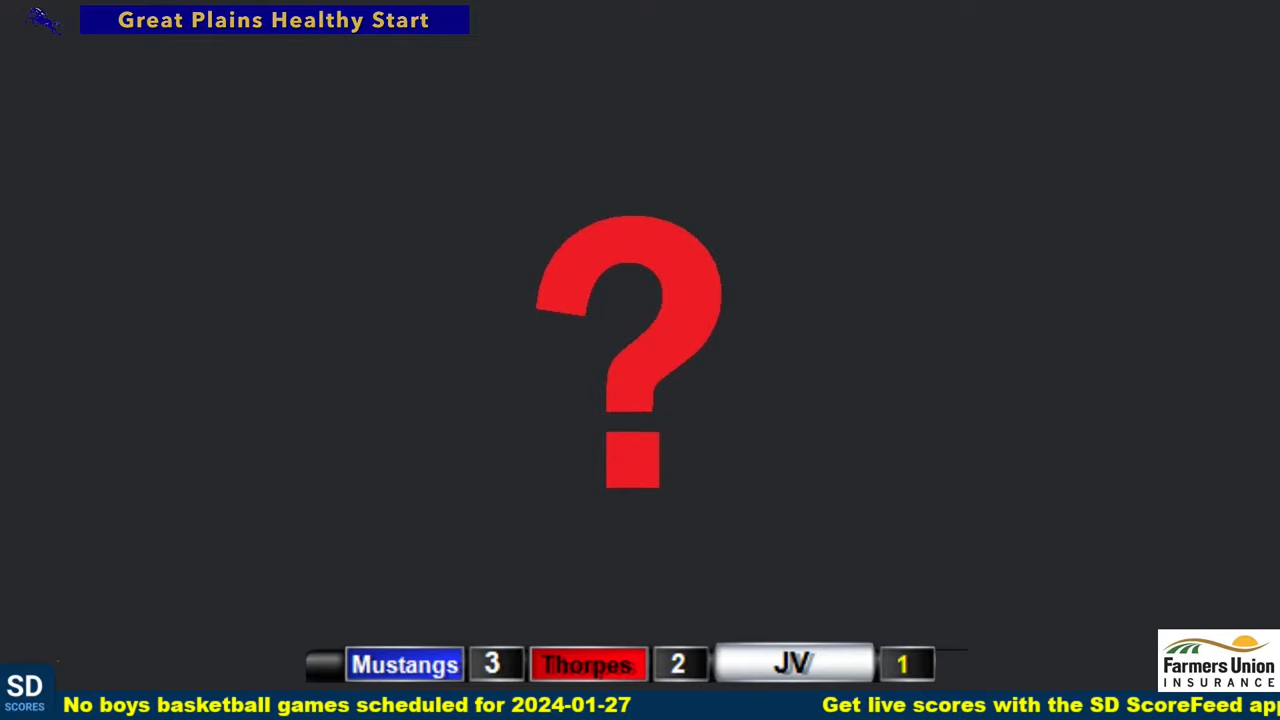 Great Plains Healthy Start
?
Mustangs 3 Thorpes 2 JV 1
Farmers Union
INSURANCE
SD
SCORES
No boys basketball games scheduled for 2024-01-27 Get live scores with the SD ScoreFeed app